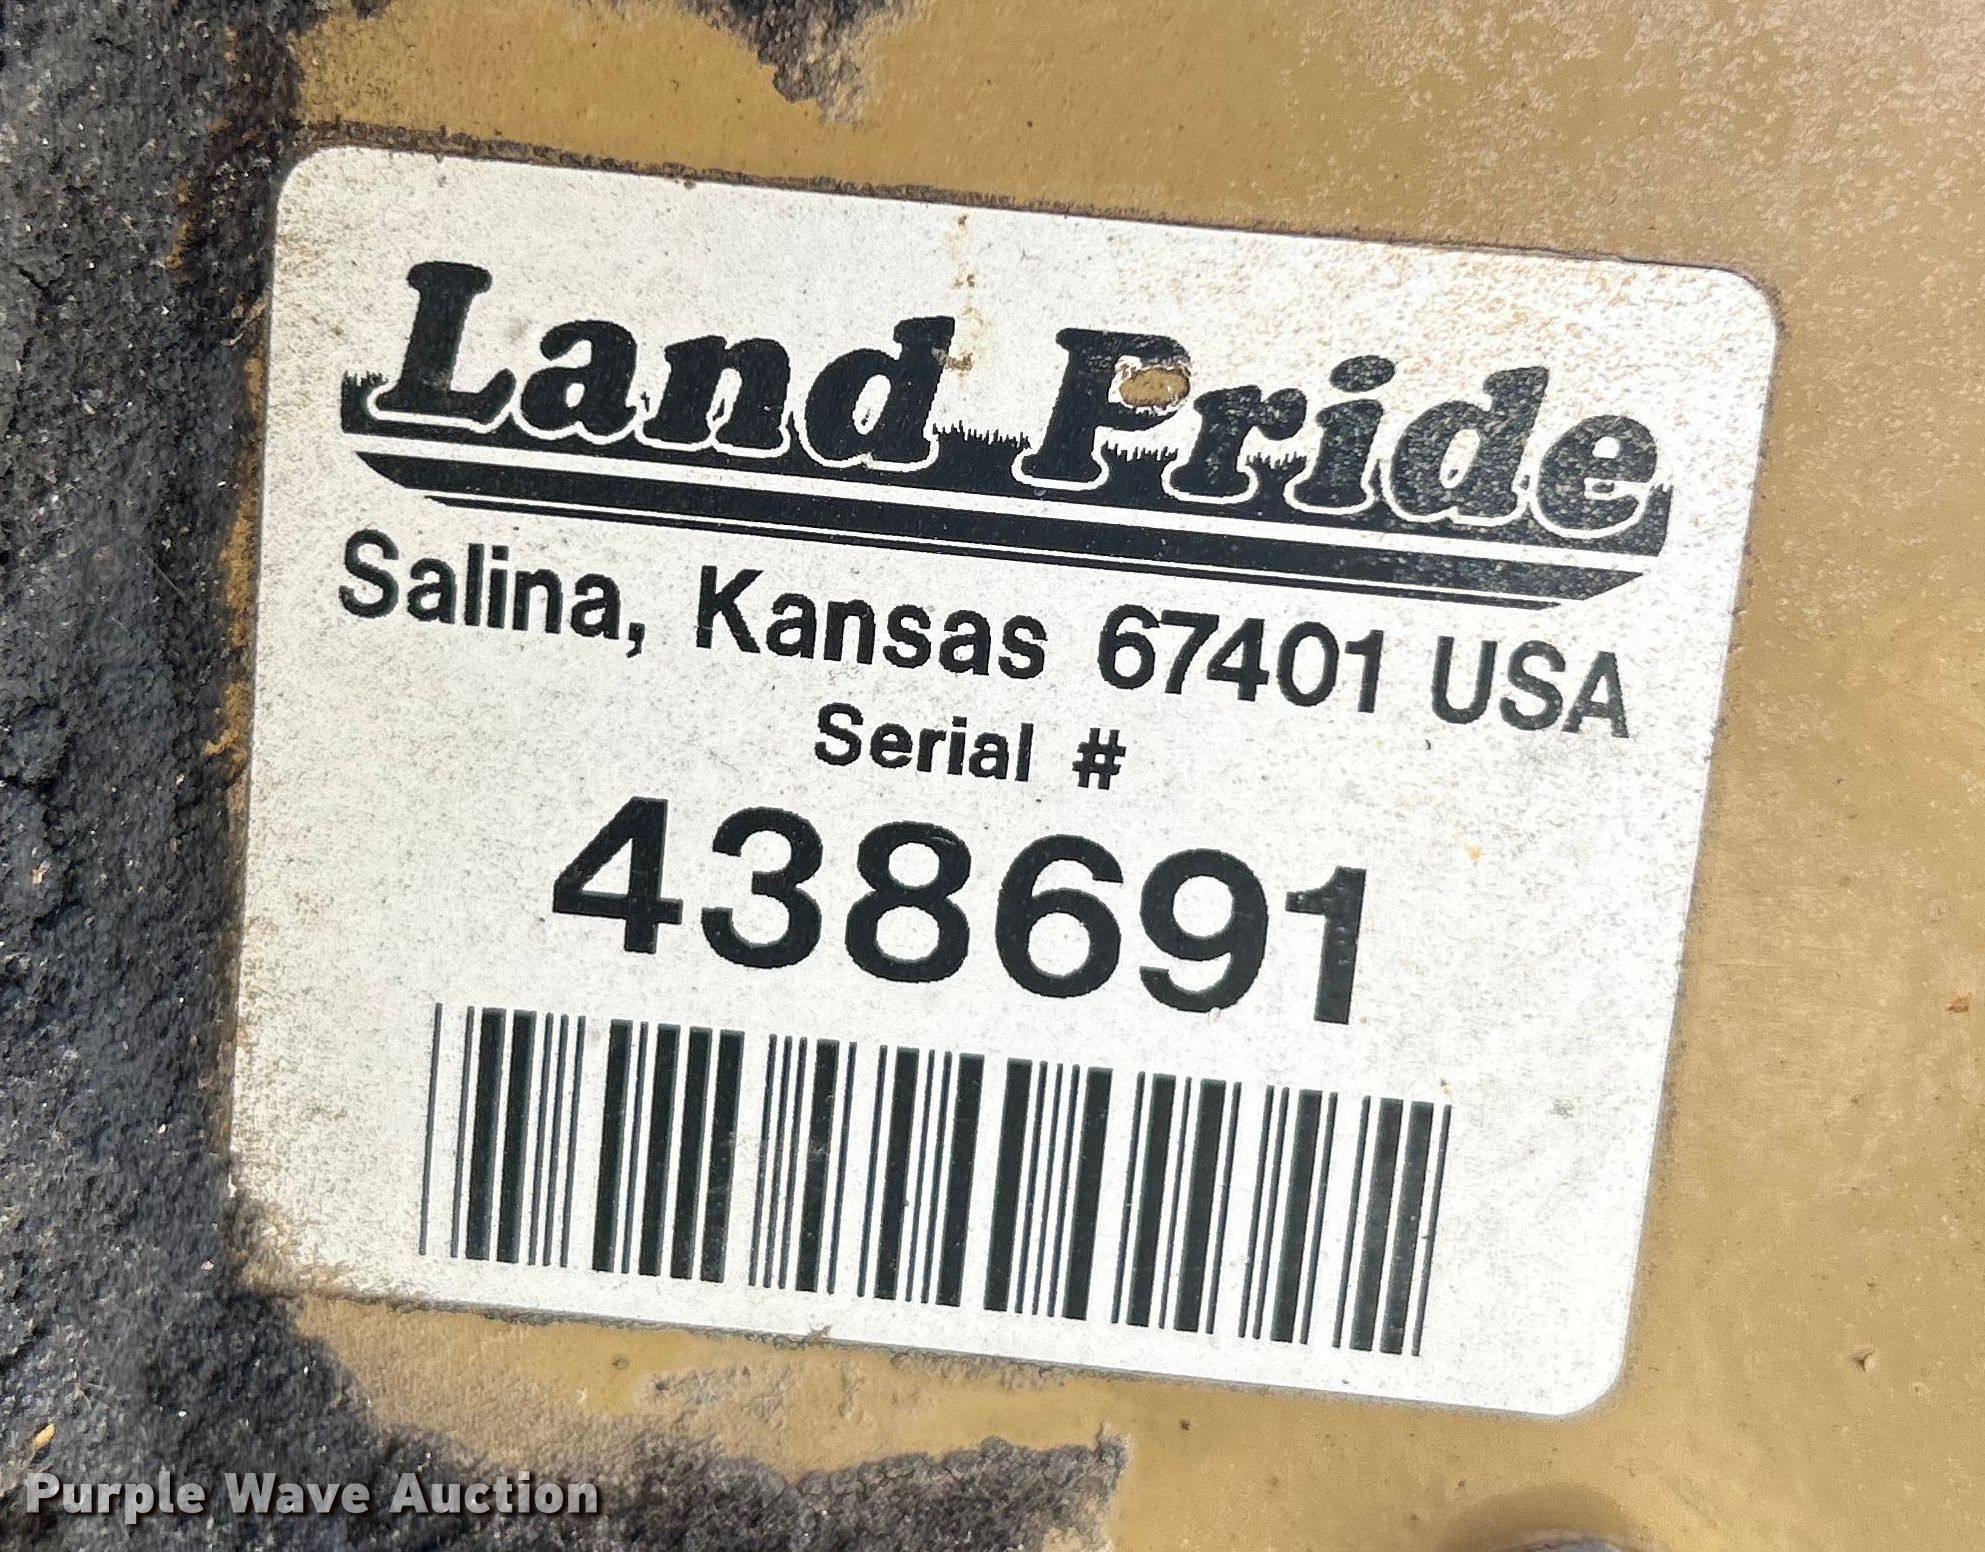 Land Pride
Salina, Kansas 67401 USA
Serial #
438691
Purple Wave Auction